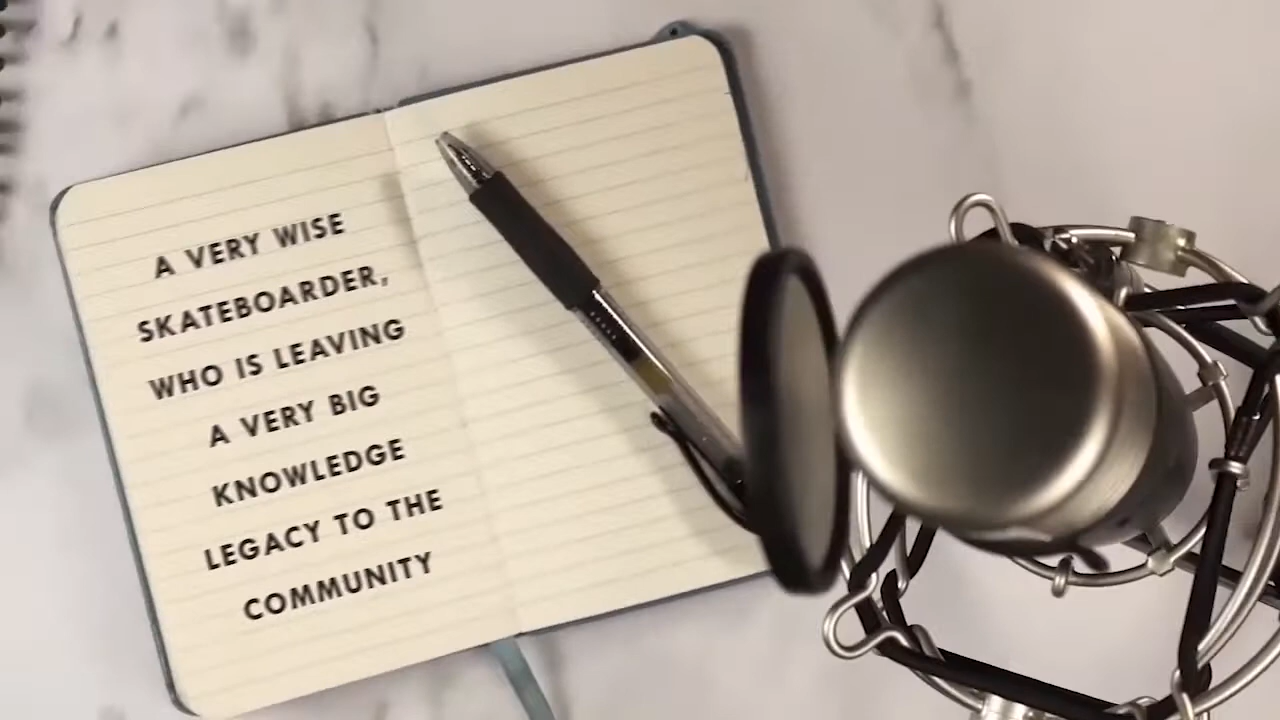 A VERY WISE
SKATEBOARDER,
WHO IS LEAVING
A VERY BIG
KNOWLEDGE
LEGACY TO THE
COMMUNITY